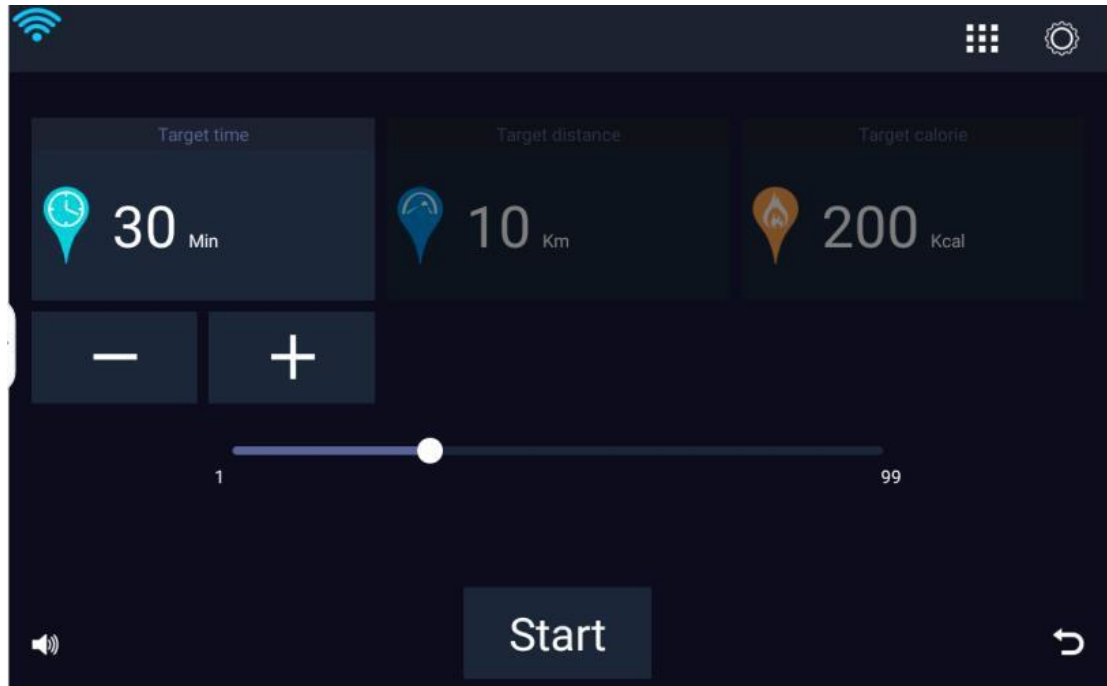 Target time
Target distance
Target calorie
30 Min
10 Km
200 Kcal
1
99
Start